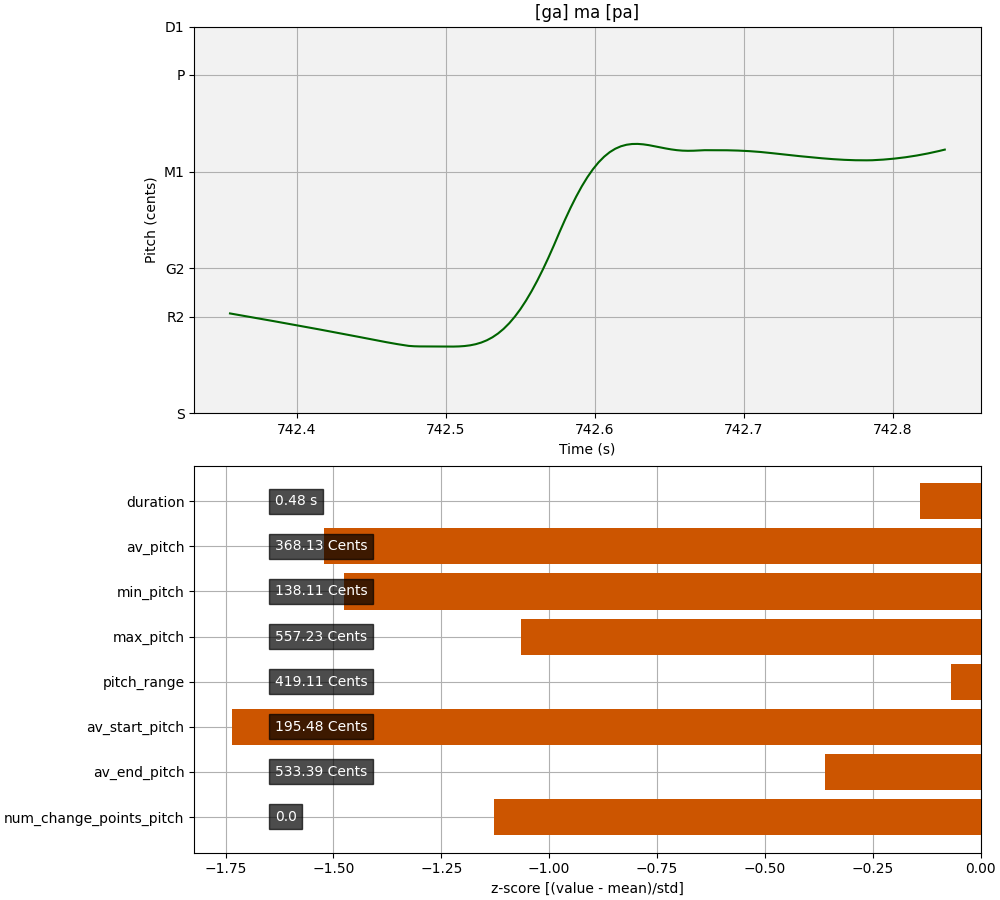 [ga] ma [pa]
D1
P
M1
G2
R2
S
Pitch (cents)
742.4 742.5 742.6 742.7 742.8
Time (s)
duration 0.48 s
av_pitch 368.13 Cents
min_pitch 138.11 Cents
max_pitch 557.23 Cents
pitch_range 419.11 Cents
av_start_pitch 195.48 Cents
av_end_pitch 533.39 Cents
num_change_points_pitch 0.0
−1.75 −1.50 −1.25 −1.00 −0.75 −0.50 −0.25 0.00
z-score [(value - mean)/std]